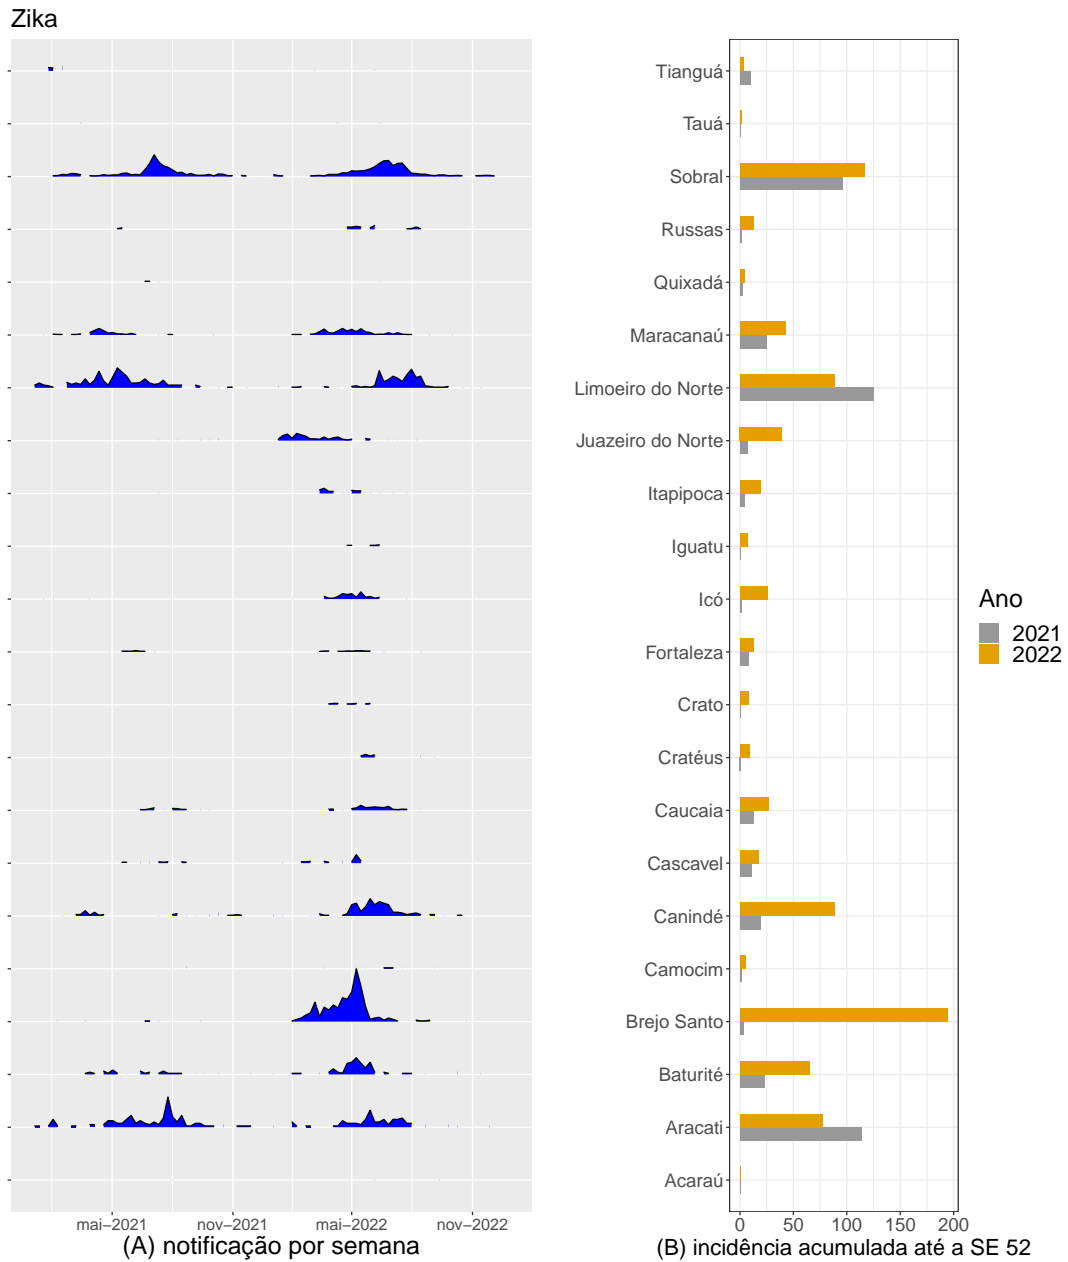 Zika
Tianguá
Tauá
Sobral
Russas
Quixadá
Maracanaú
Limoeiro do Norte
Juazeiro do Norte
Itapipoca
Iguatu
Icó
Fortaleza
Crato
Cratéus
Caucaia
Cascavel
Canindé
Camocim
Brejo Santo
Baturité
Aracati
Acaraú
mai−2021 nov−2021 mai−2022 nov−2022
(A) notificação por semana
0 50 100 150 200
(B) incidência acumulada até a SE 52
Ano
2021
2022